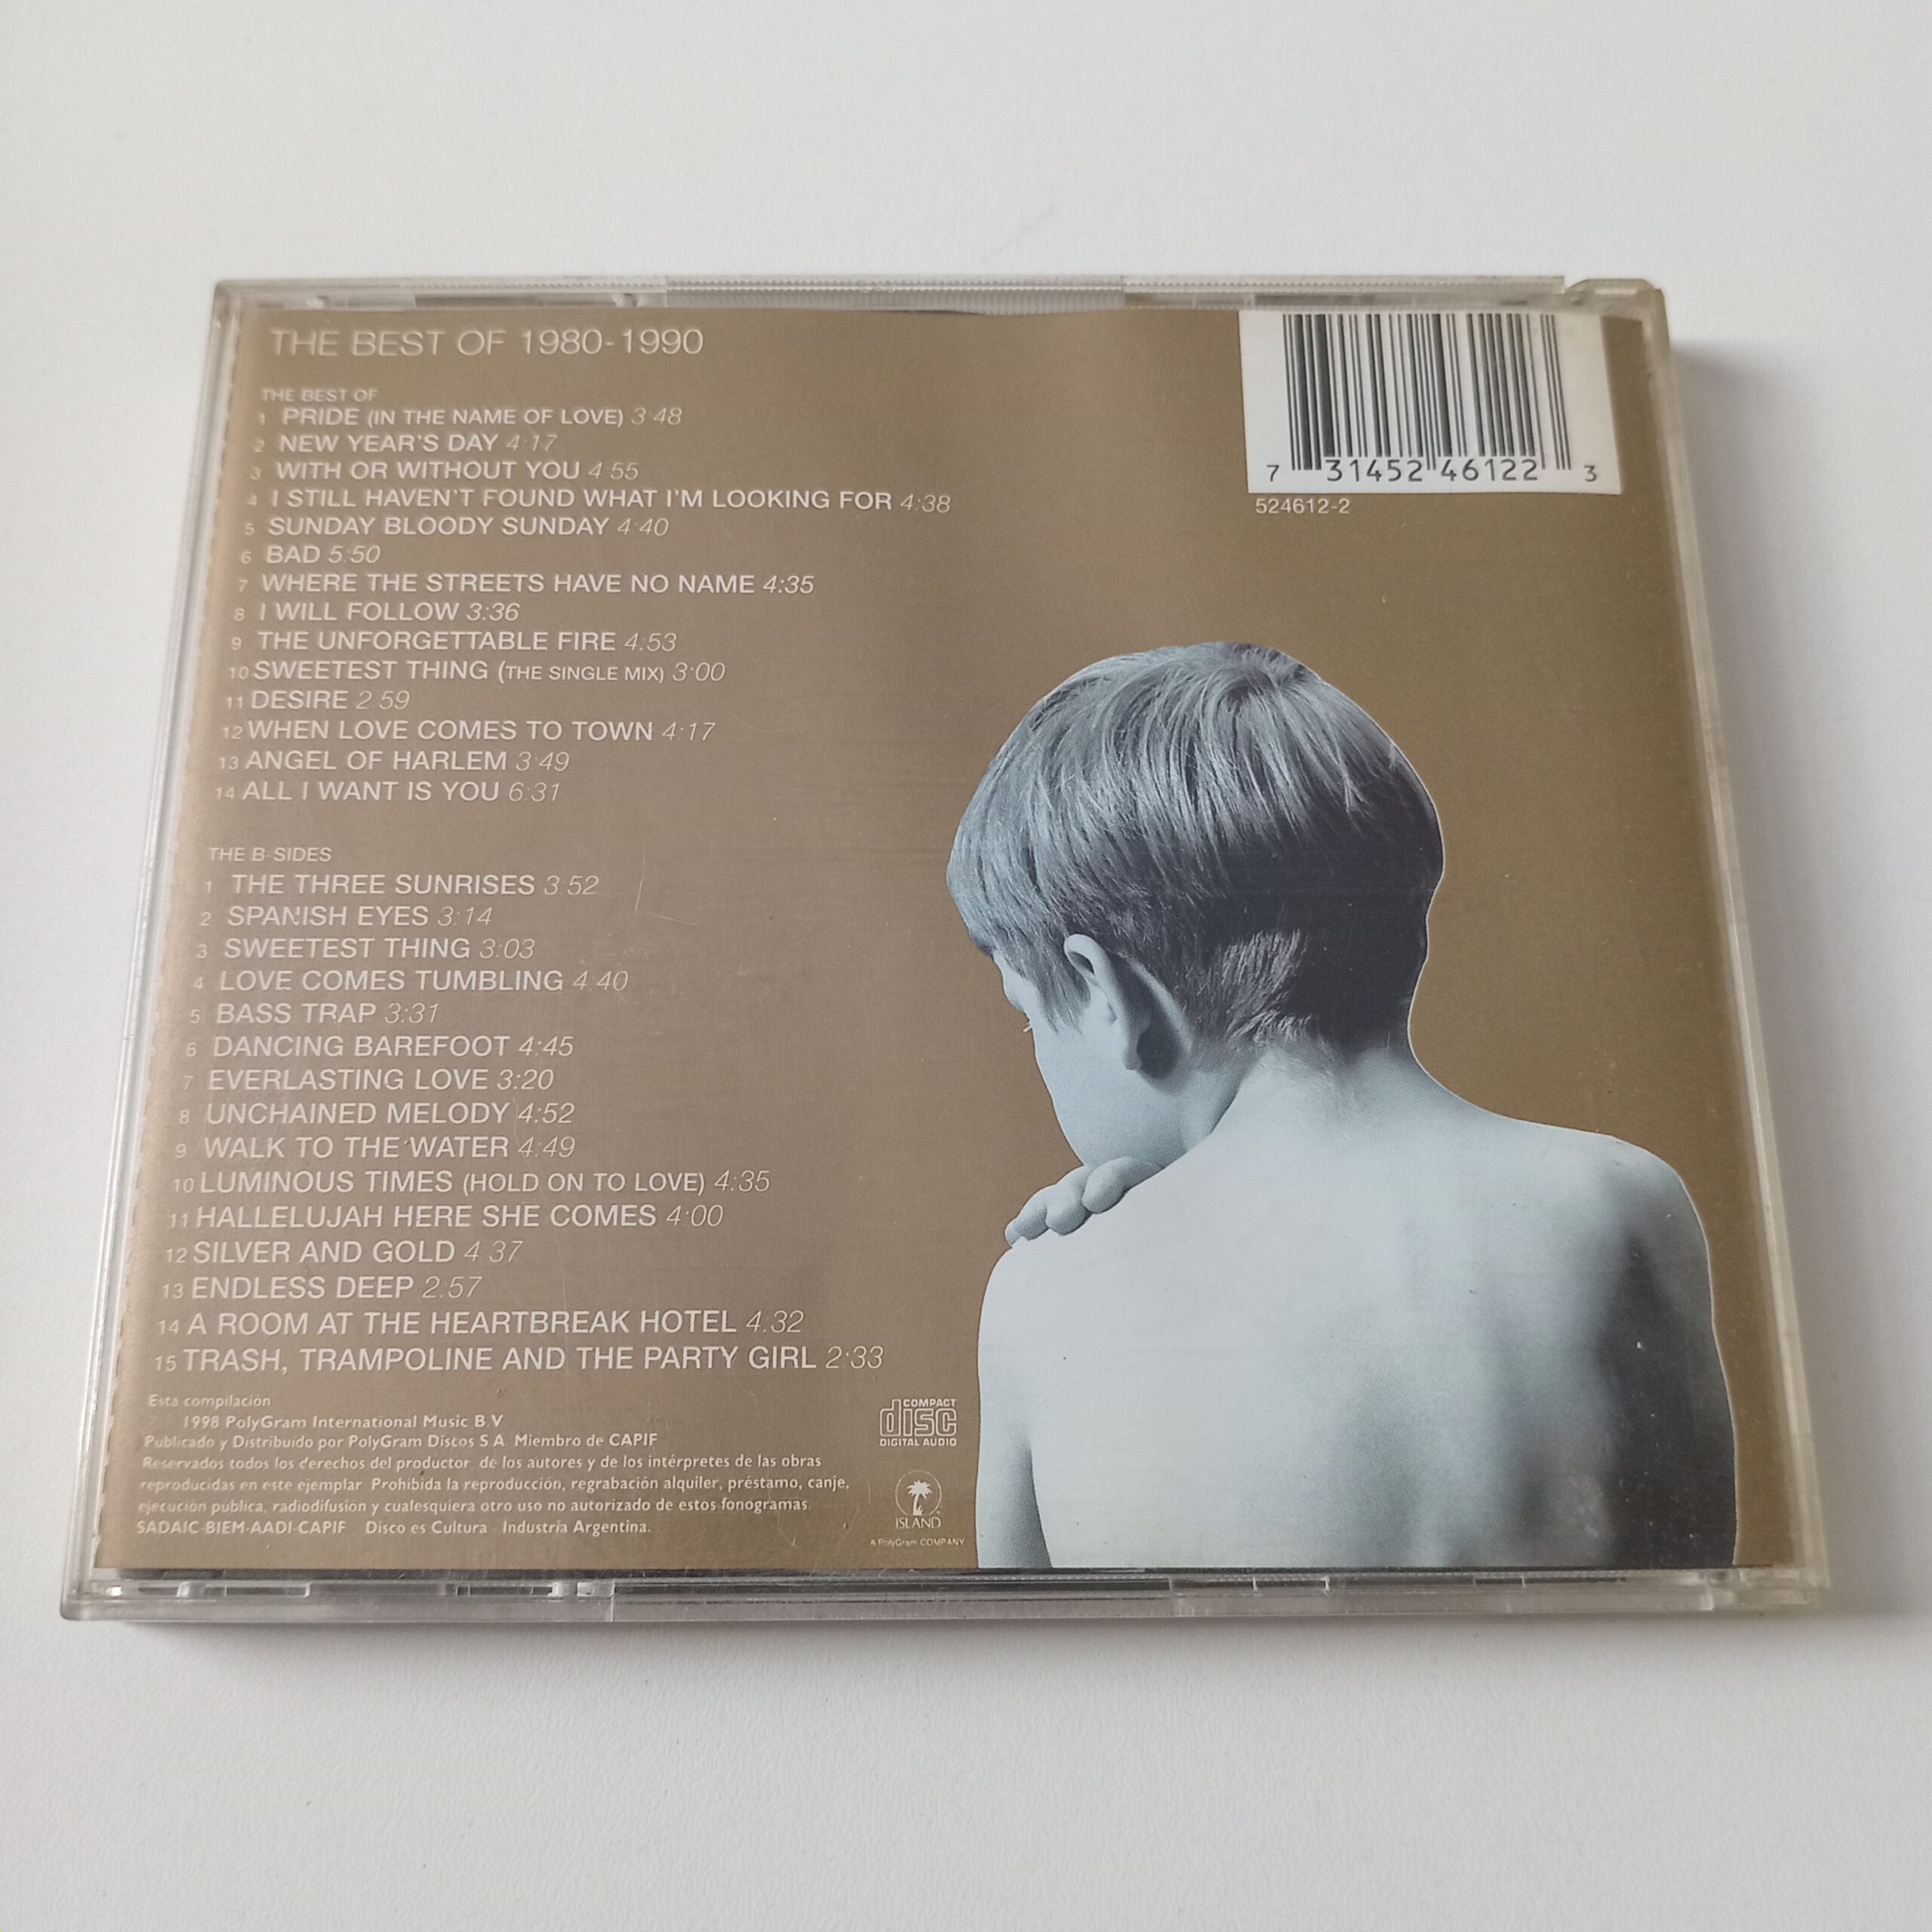 THE BEST OF 1980-1990
THE BEST OF
1 PRIDE (IN THE NAME OF LOVE) 3:48
2 NEW YEAR'S DAY 4:17
3 WITH OR WITHOUT YOU 4:55
4 I STILL HAVEN'T FOUND WHAT I'M LOOKING FOR 4:38
5 SUNDAY BLOODY SUNDAY 4:40
6 BAD 5:50
7 WHERE THE STREETS HAVE NO NAME 4:35
8 I WILL FOLLOW 3:36
9 THE UNFORGETTABLE FIRE 4:53
10 SWEETEST THING (THE SINGLE MIX) 3:00
11 DESIRE 2:59
12 WHEN LOVE COMES TO TOWN 4:17
13 ANGEL OF HARLEM 3:49
14 ALL I WANT IS YOU 6:31
THE B-SIDES
1 THE THREE SUNRISES 3:52
2 SPANISH EYES 3:14
3 SWEETEST THING 3:03
4 LOVE COMES TUMBLING 4:40
5 BASS TRAP 3:31
6 DANCING BAREFOOT 4:45
7 EVERLASTING LOVE 3:20
8 UNCHAINED MELODY 4:52
9 WALK TO THE WATER 4:49
10 LUMINOUS TIMES (HOLD ON TO LOVE) 4:35
11 HALLELUJAH HERE SHE COMES 4:00
12 SILVER AND GOLD 4:37
13 ENDLESS DEEP 2:57
14 A ROOM AT THE HEARTBREAK HOTEL 4:32
15 TRASH, TRAMPOLINE AND THE PARTY GIRL 2:33
Esta compilación
1998 PolyGram International Music B.V
Publicado y Distribuido por PolyGram Discos S.A. Miembro de CAPIF
Reservados todos los derechos del productor, de los autores y de los intérpretes de las obras
reproducidas en este ejemplar. Prohibida la reproducción, regrabación alquiler, préstamo, canje,
ejecución pública, radiodifusión y cualesquiera otro uso no autorizado de estos fonogramas.
SADAIC-BIEM-AADI-CAPIF Disco es Cultura - Industria Argentina.
COMPACT
disc
DIGITAL AUDIO
ISLAND
A PolyGram COMPANY
7 31452 46122 3
524612-2